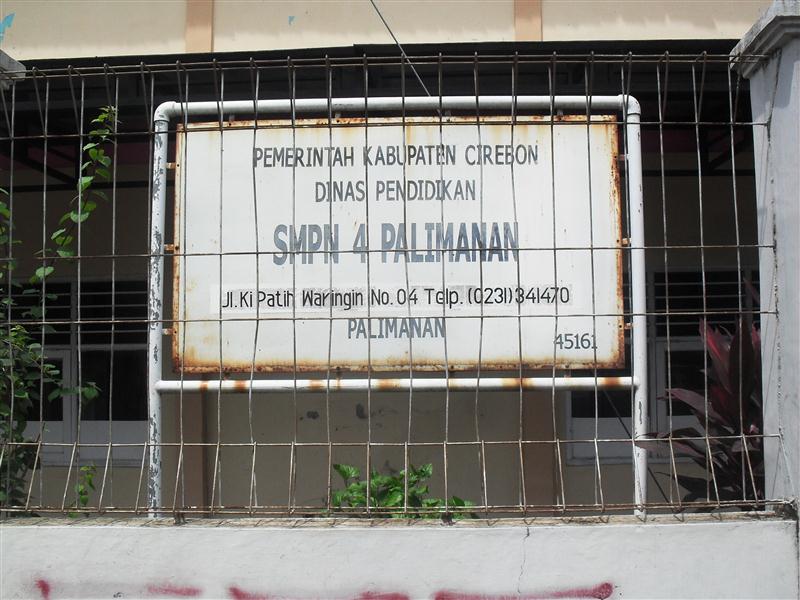 PEMERINTAH KABUPATEN CIREBON
DINAS PENDIDIKAN
SMPN 4 PALIMANAN
Jl. Ki Patih Waringin No. 04 Telp. (0231)341470
PALIMANAN
45161